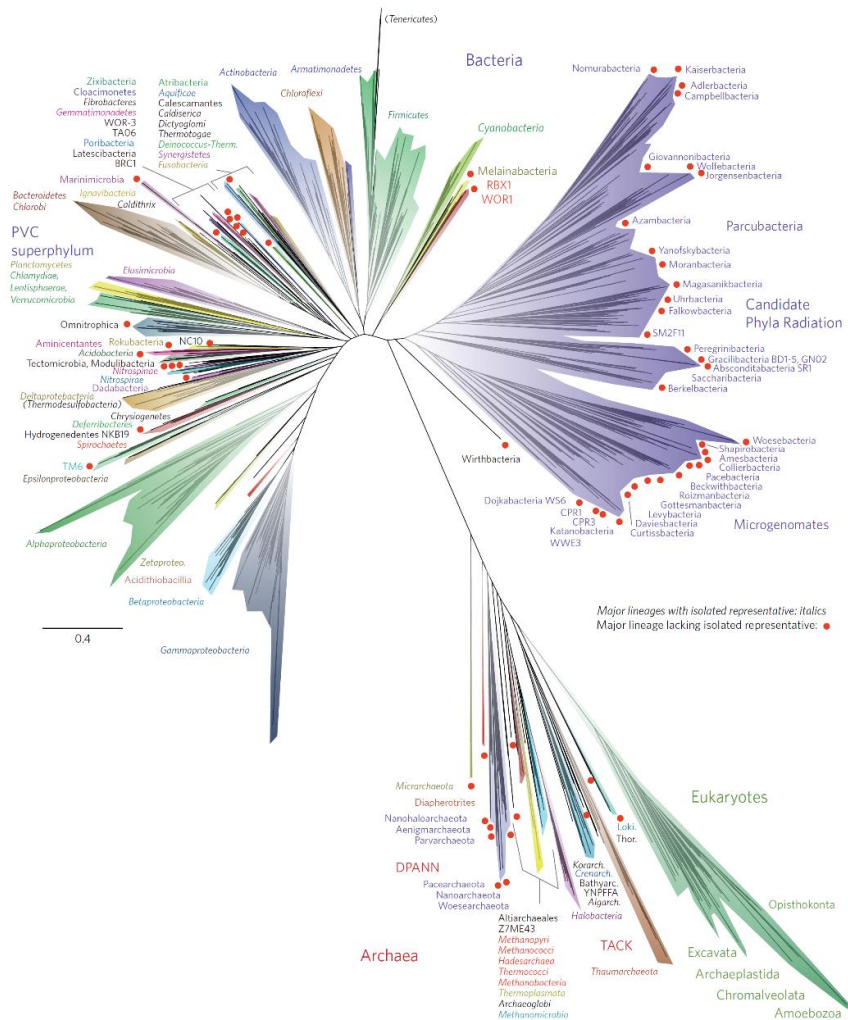 (Tenericutes)
Bacteria
Nomurabacteria
Kaiserbacteria
Adlerbacteria
Campbellbacteria
Zixibacteria
Cloacimonetes
Fibrobacteres
Gemmatimonadetes
WOR-3
TA06
Poribacteria
Latescibacteria
BRC1
Atribacteria
Aquificae
Calescamantes
Caldiserica
Dictyoglomi
Thermotogae
Deinococcus-Therm.
Synergistetes
Fusobacteria
Actinobacteria
Armatimonadetes
Chloroflexi
Firmicutes
Cyanobacteria
Melainabacteria
RBX1
WOR1
Giovannonibacteria
Wolfebacteria
Jorgensenbacteria
Azambacteria
Parcubacteria
Yanofskybacteria
Moranbacteria
Magasanikbacteria
Uhrbacteria
Falkowbacteria
Candidate
Phyla Radiation
SM2F11
Marinimicrobia
Bacteroidetes
Chlorobi
Ignavibacteria
Caldithrix
PVC
superphylum
Planctomycetes
Chlamydiae,
Lentisphaerae,
Verrucomicrobia
Elusimicrobia
Omnitrophica
Aminicentantes
Rokubacteria
NC10
Acidobacteria
Tectomicrobia, Modulibacteria
Nitrospinae
Nitrospirae
Dadabacteria
Deltaprotebacteria
(Thermodesulfobacteria)
Chrysiogenetes
Deferribacteres
Hydrogenedentes NKB19
Spirochaetes
TM6
Epsilonproteobacteria
Peregrinibacteria
Gracilibacteria BD1-5, GN02
Absconditabacteria SR1
Saccharibacteria
Berkelbacteria
Wirthbacteria
Woesebacteria
Shapirobacteria
Amesbacteria
Collierbacteria
Pacebacteria
Beckwithbacteria
Roizmanbacteria
Gottesmanbacteria
Levybacteria
Daviesbacteria
Curtissbacteria
Microgenomates
Dojkabacteria WS6
CPR1
CPR3
Katanobacteria
WWE3
Alphaproteobacteria
Zetaproteo.
Acidithiobacillia
Betaproteobacteria
Gammaproteobacteria
0.4
Major lineages with isolated representative: italics
Major lineage lacking isolated representative:
Micrarchaeota
Diapherotrites
Nanohaloarchaeota
Aenigmarchaeota
Parvarchaeota
DPANN
Pacearchaeota
Nanoarchaeota
Woesearchaeota
Archaea
Altiarchaeales
Z7ME43
Methanopyri
Methanococci
Hadesarchaea
Thermococci
Methanobacteria
Thermoplasmata
Archaeoglobi
Methanomicrobia
Halobacteria
Korarch.
Crenarch.
Bathyarc.
YNPFFA
Aigarch.
TACK
Thaumarchaeota
Loki.
Thor.
Eukaryotes
Opisthokonta
Excavata
Archaeplastida
Chromalveolata
Amoebozoa